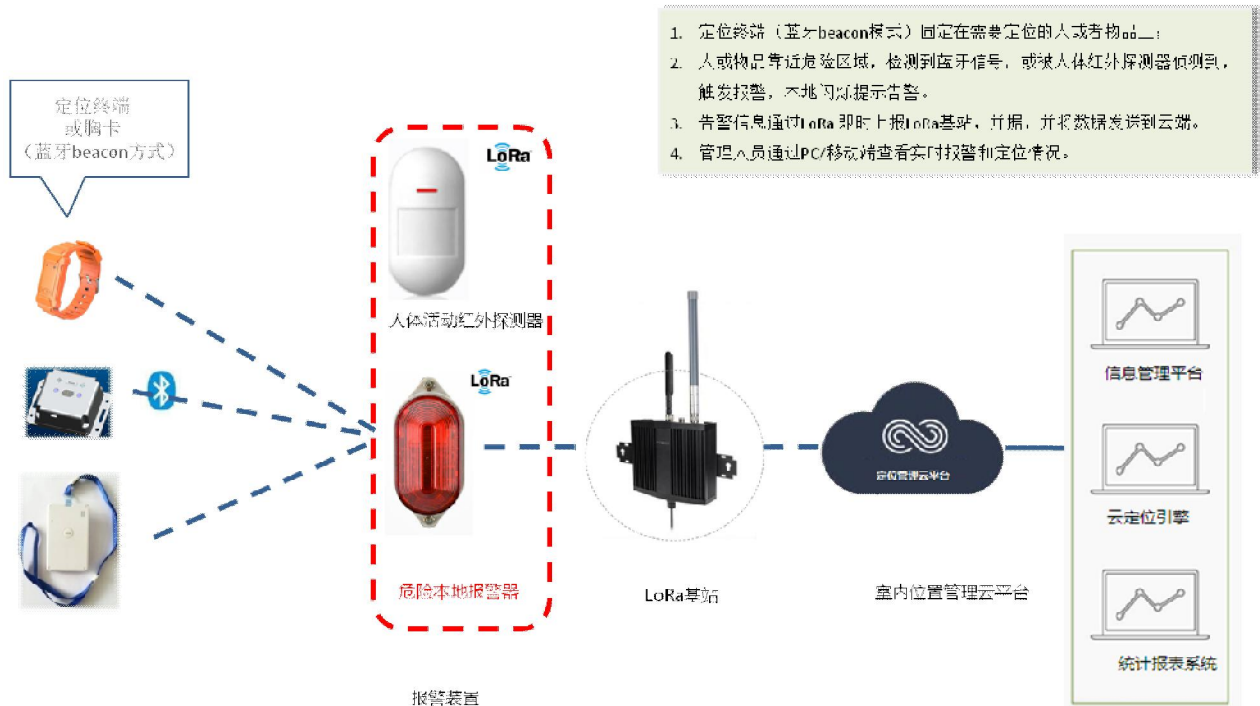 1. 定位终端（蓝牙beacon模式）固定在需要定位的人或者物品上；
2. 人或物品靠近危险区域，检测到蓝牙信号，或被人体红外探测器侦测到，
触发报警，本地闪烁提示告警。
3. 告警信息通过LoRa 即时上报LoRa基站，并据，并将数据发送到云端。
4. 管理人员通过PC/移动端查看实时报警和定位情况。
定位终端
或胸卡
（蓝牙beacon方式）
LoRa
人体活动红外探测器
LoRa
危险本地报警器
报警装置
LoRa基站
定位管理云平台
室内位置管理云平台
信息管理平台
云定位引擎
统计报表系统